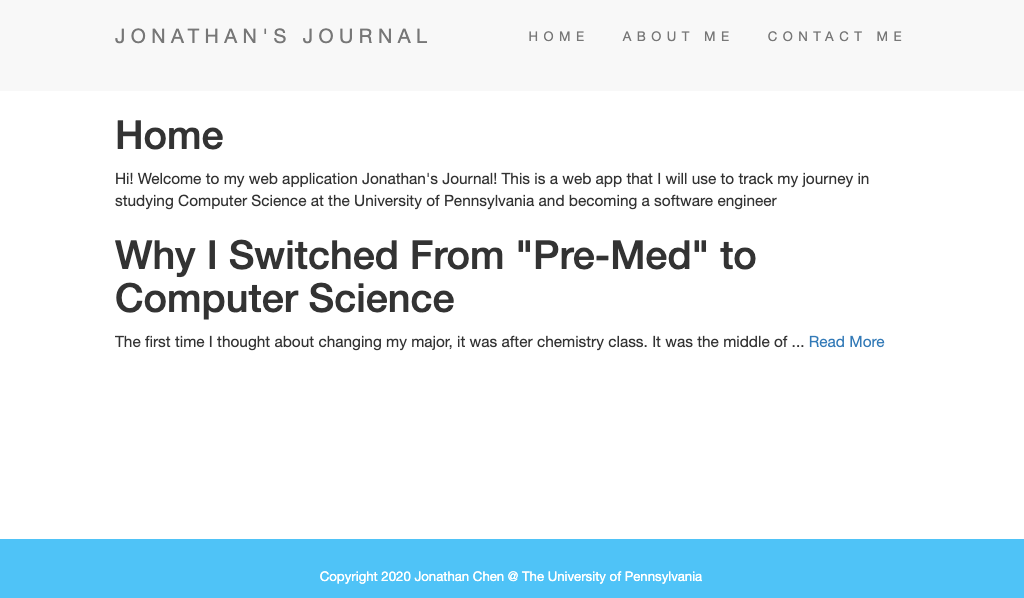 JONATHAN'S JOURNAL HOME ABOUT ME CONTACT ME
Home
Hi! Welcome to my web application Jonathan's Journal! This is a web app that I will use to track my journey in
studying Computer Science at the University of Pennsylvania and becoming a software engineer
Why I Switched From "Pre-Med" to
Computer Science
The first time I thought about changing my major, it was after chemistry class. It was the middle of ... Read More
Copyright 2020 Jonathan Chen @ The University of Pennsylvania